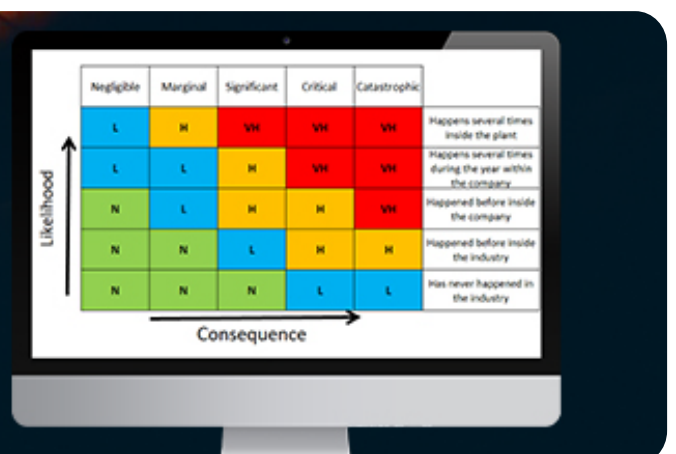 Negligible Marginal Significant Critical Catastrophic
L H VH VH VH Happens several times
inside the plant
L L H VH VH Happens several times
during the year within
the company
N L H H VH Happened before inside
the company
N N L H H Happened before inside
the industry
N N N L L Has never happened in
the industry
Likelihood
Consequence